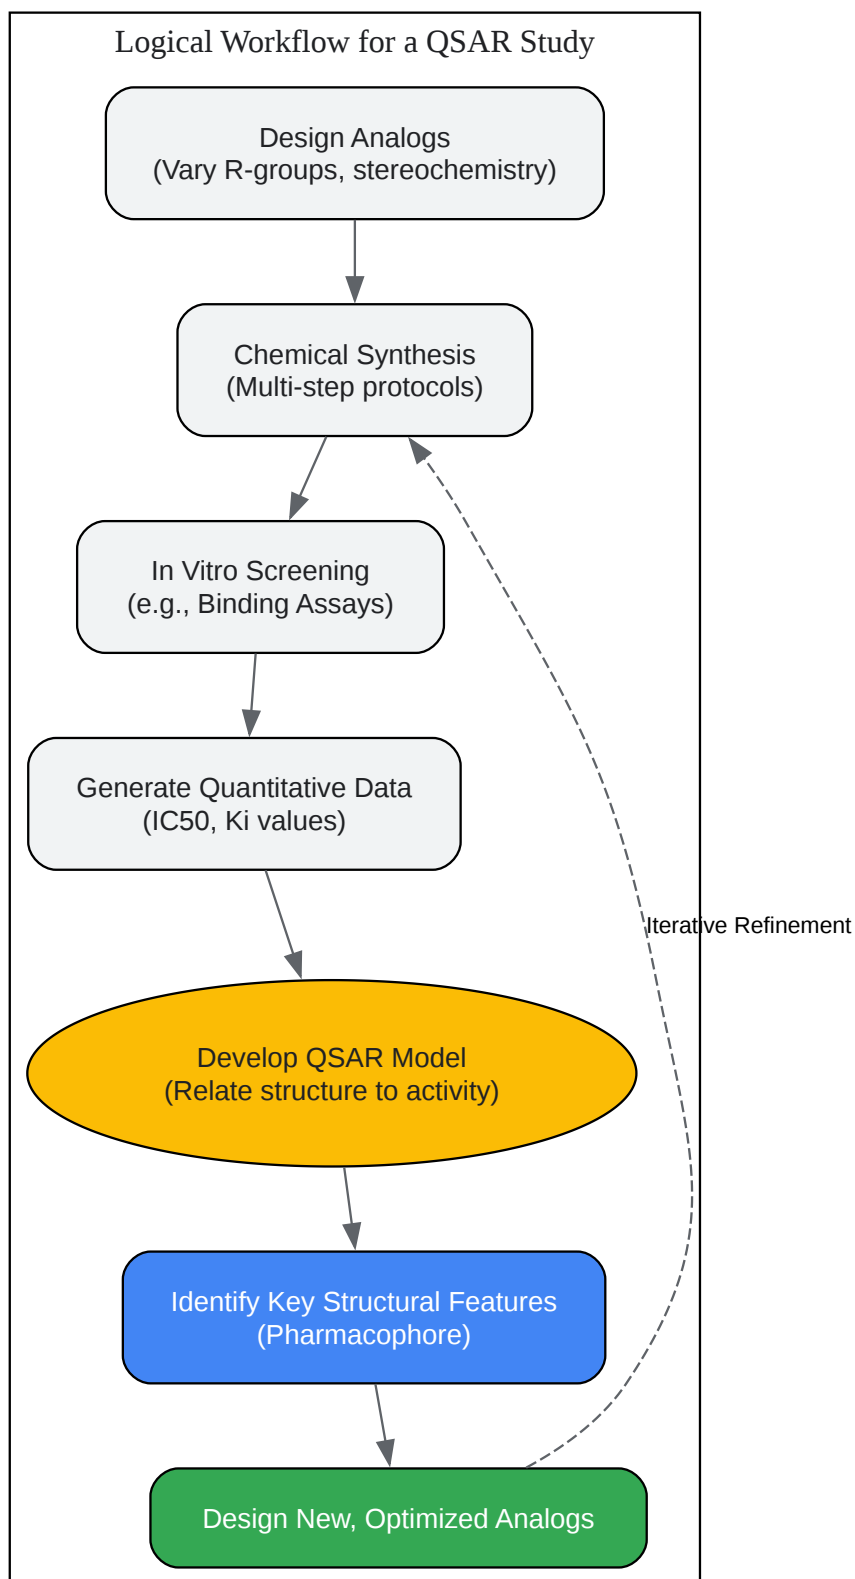 Logical Workflow for a QSAR Study
Design Analogs
(Vary R-groups, stereochemistry)
Chemical Synthesis
(Multi-step protocols)
In Vitro Screening
(e.g., Binding Assays)
Generate Quantitative Data
(IC50, Ki values)
Iterative Refinement
Develop QSAR Model
(Relate structure to activity)
Identify Key Structural Features
(Pharmacophore)
Design New, Optimized Analogs